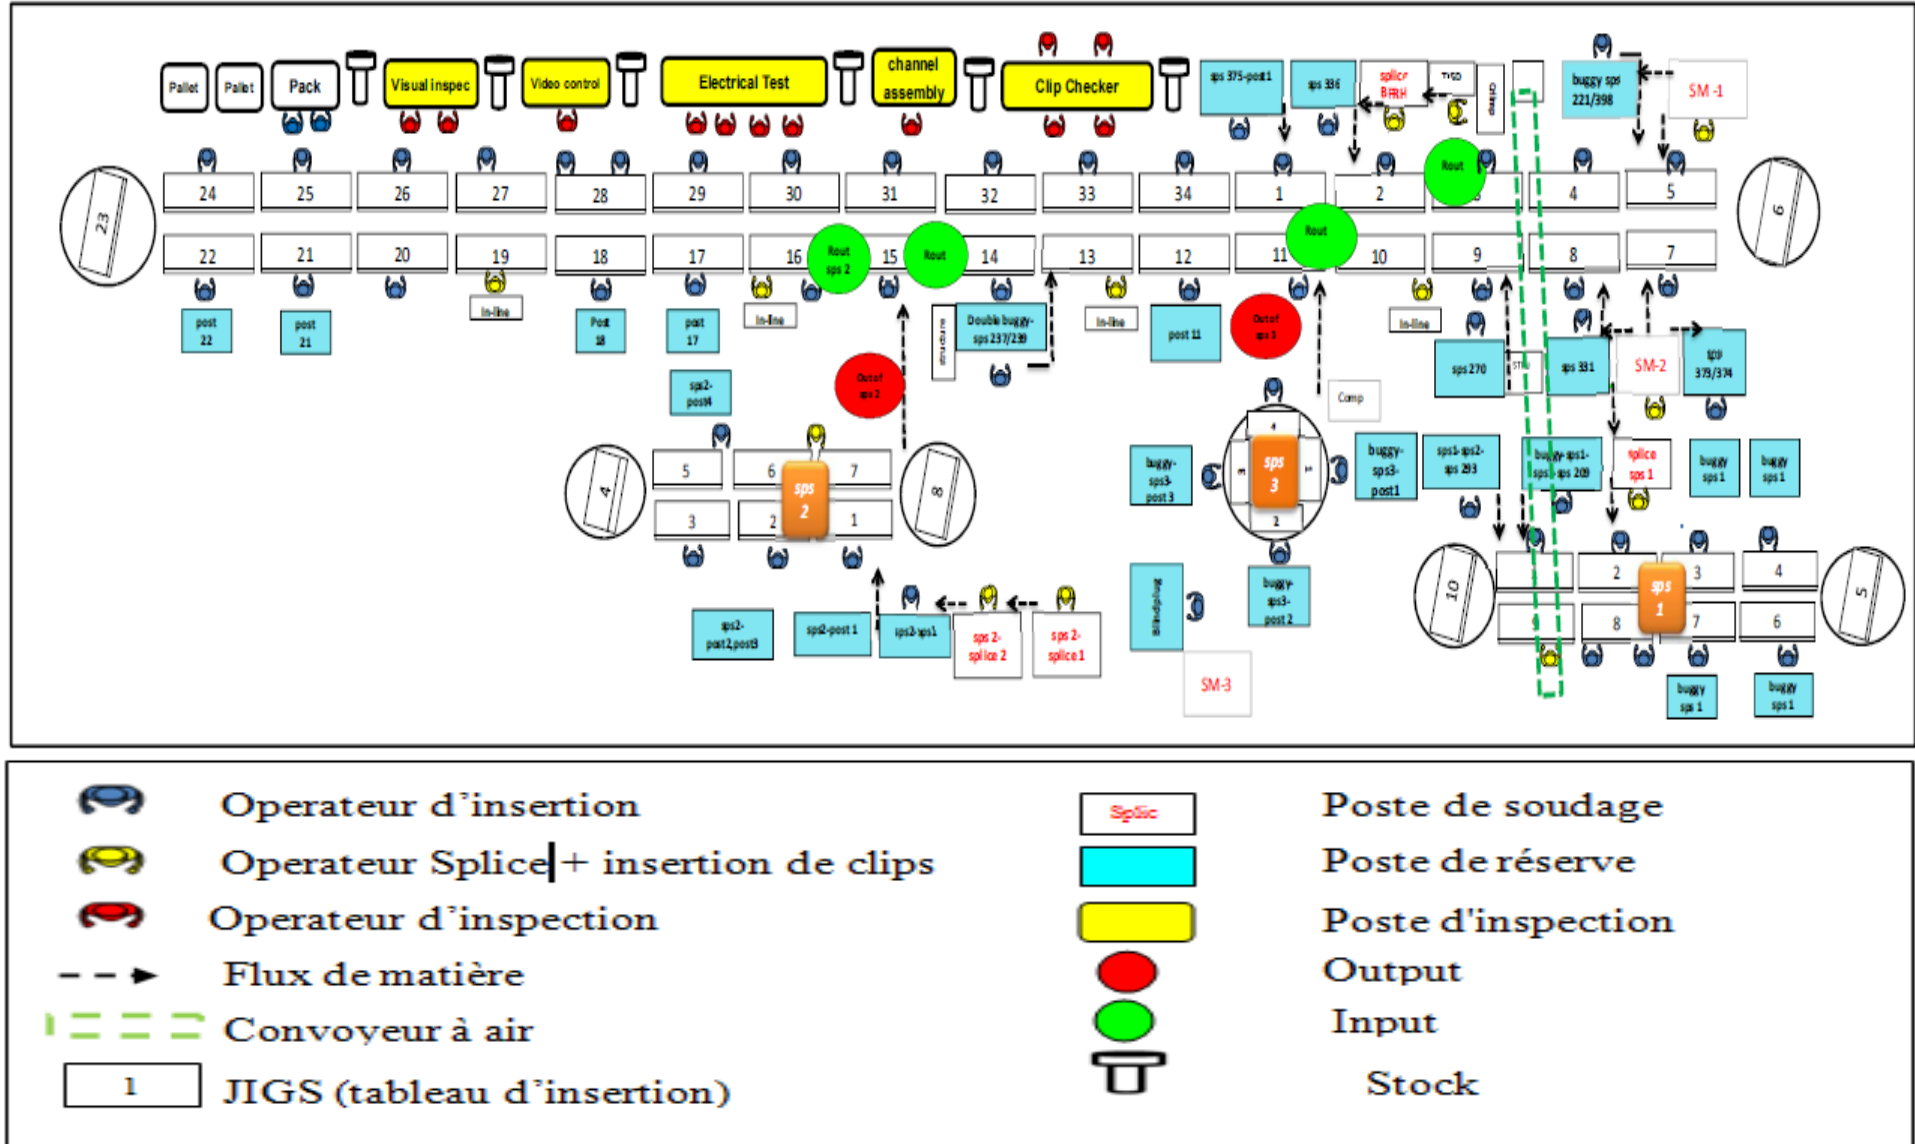 Pallet
Pallet
Pack
Visual inspec
Video control
Electrical Test
channel
assembly
Clip Checker
sps 375-post1
sps 336
splice
buggy sps
221/398
SM -1
24
25
26
27
28
29
30
31
32
33
34
1
2
Rout
4
5
23
6
22
21
20
19
18
17
16
Rout
sps 2
15
Rout
14
13
12
11
Rout
10
9
8
7
post
22
post
21
In-line
Post
18
post
17
In-line
structure
Double buggy-
sps 237/239
In-line
post 11
Out of
sps 3
In-line
sps 270
sps 331
SM-2
sps
373/374
sps2-
post4
Out of
sps 2
Comp
4
5
6
7
8
3
2
1
sps
2
buggy-
sps3-
post 3
4
3
1
2
sps
3
buggy-
sps3-
post1
sps1-sps2-
sps 293
splice
sps 1
buggy
sps 1
buggy
sps 1
10
2
3
4
5
8
7
6
sps
1
sps2-
post2,post3
sps2-post 1
sps2-sps1
sps 2-
splice 2
sps 2-
splice 1
Blindplug
buggy-
sps3-
post 2
SM-3
buggy
sps 1
buggy
sps 1
Operateur d'insertion
Operateur Splice + insertion de clips
Operateur d'inspection
Flux de matière
Convoyeur à air
1
JIGS (tableau d'insertion)
Splic
Poste de soudage
Poste de réserve
Poste d'inspection
Output
Input
Stock